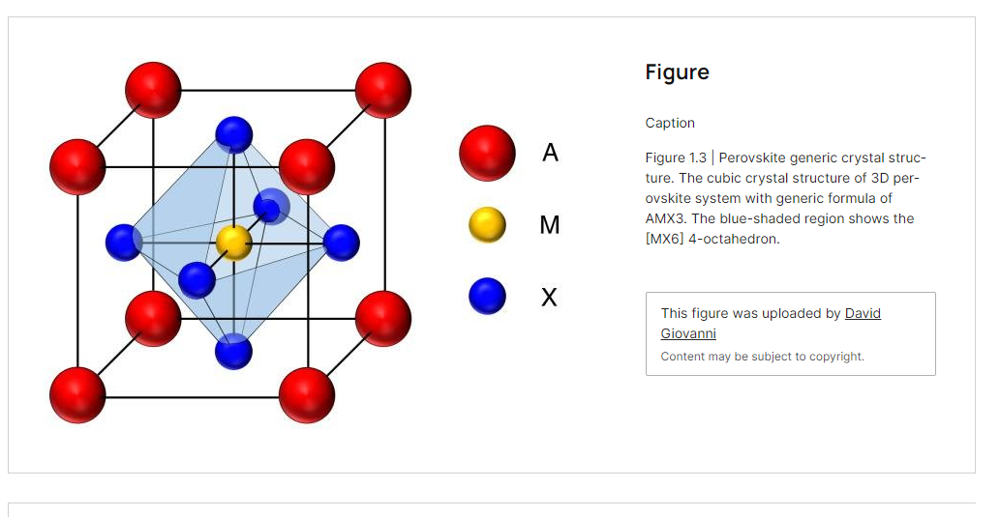 A
M
X
Figure
Caption
Figure 1.3 | Perovskite generic crystal struc-
ture. The cubic crystal structure of 3D per-
ovskite system with generic formula of
AMX3. The blue-shaded region shows the
[MX6] 4-octahedron.
This figure was uploaded by David
Giovanni
Content may be subject to copyright.